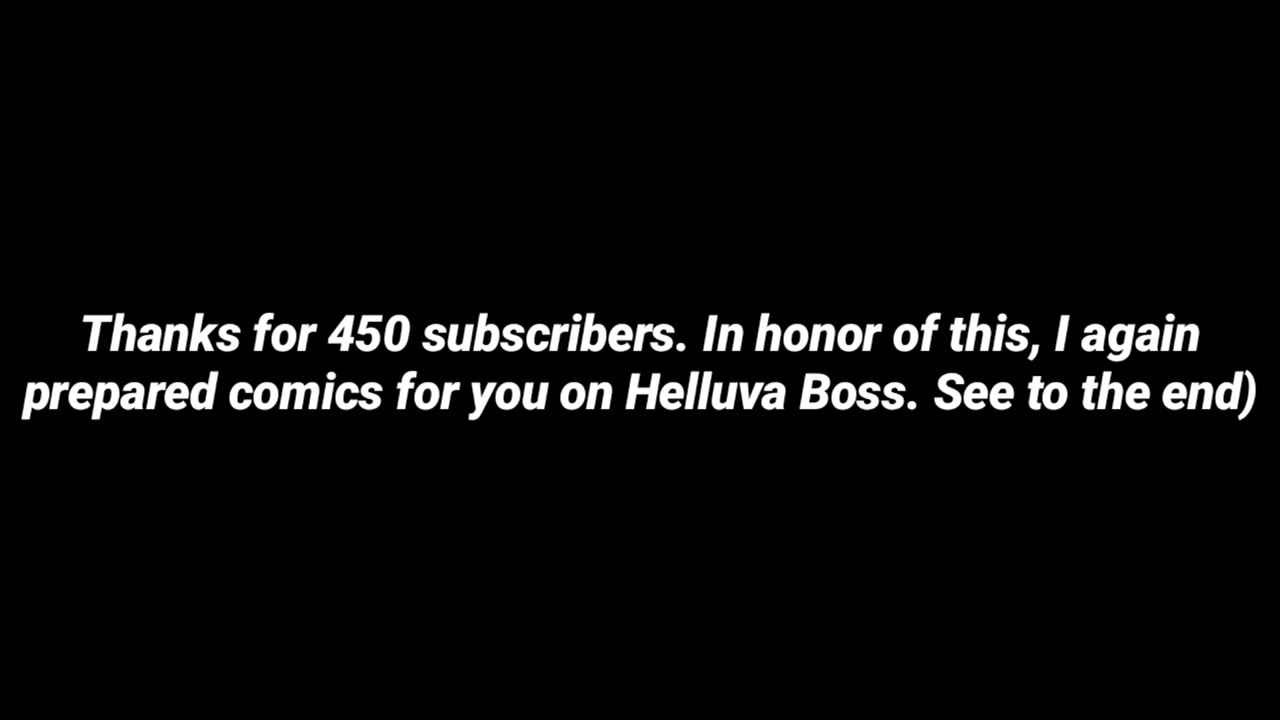 Thanks for 450 subscribers. In honor of this, I again
prepared comics for you on Helluva Boss. See to the end)